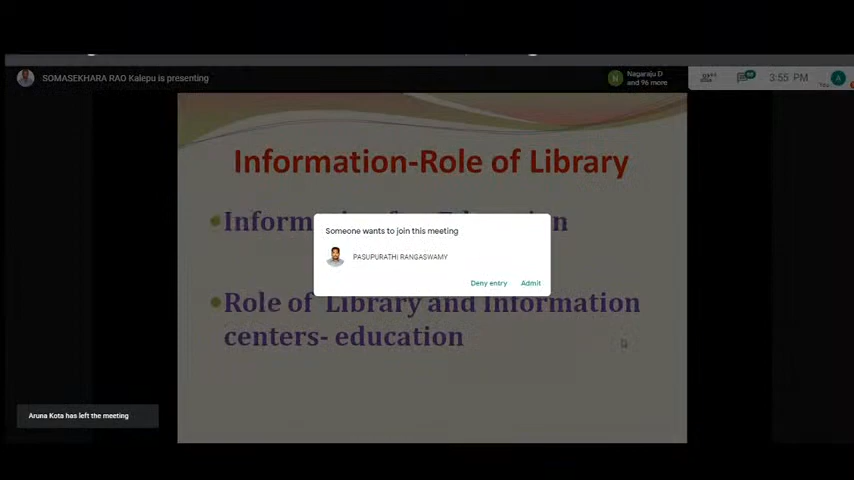 SOMASEKHARA RAO Kalepu is presenting
N
Nagaraju D
and 96 more
3:55 PM
A
You
Information-Role of Library
Someone wants to join this meeting
PASUPURATHI RANGASWAMY
Deny entry
Admit
•Role of Library and Information
centers- education
Aruna Kota has left the meeting